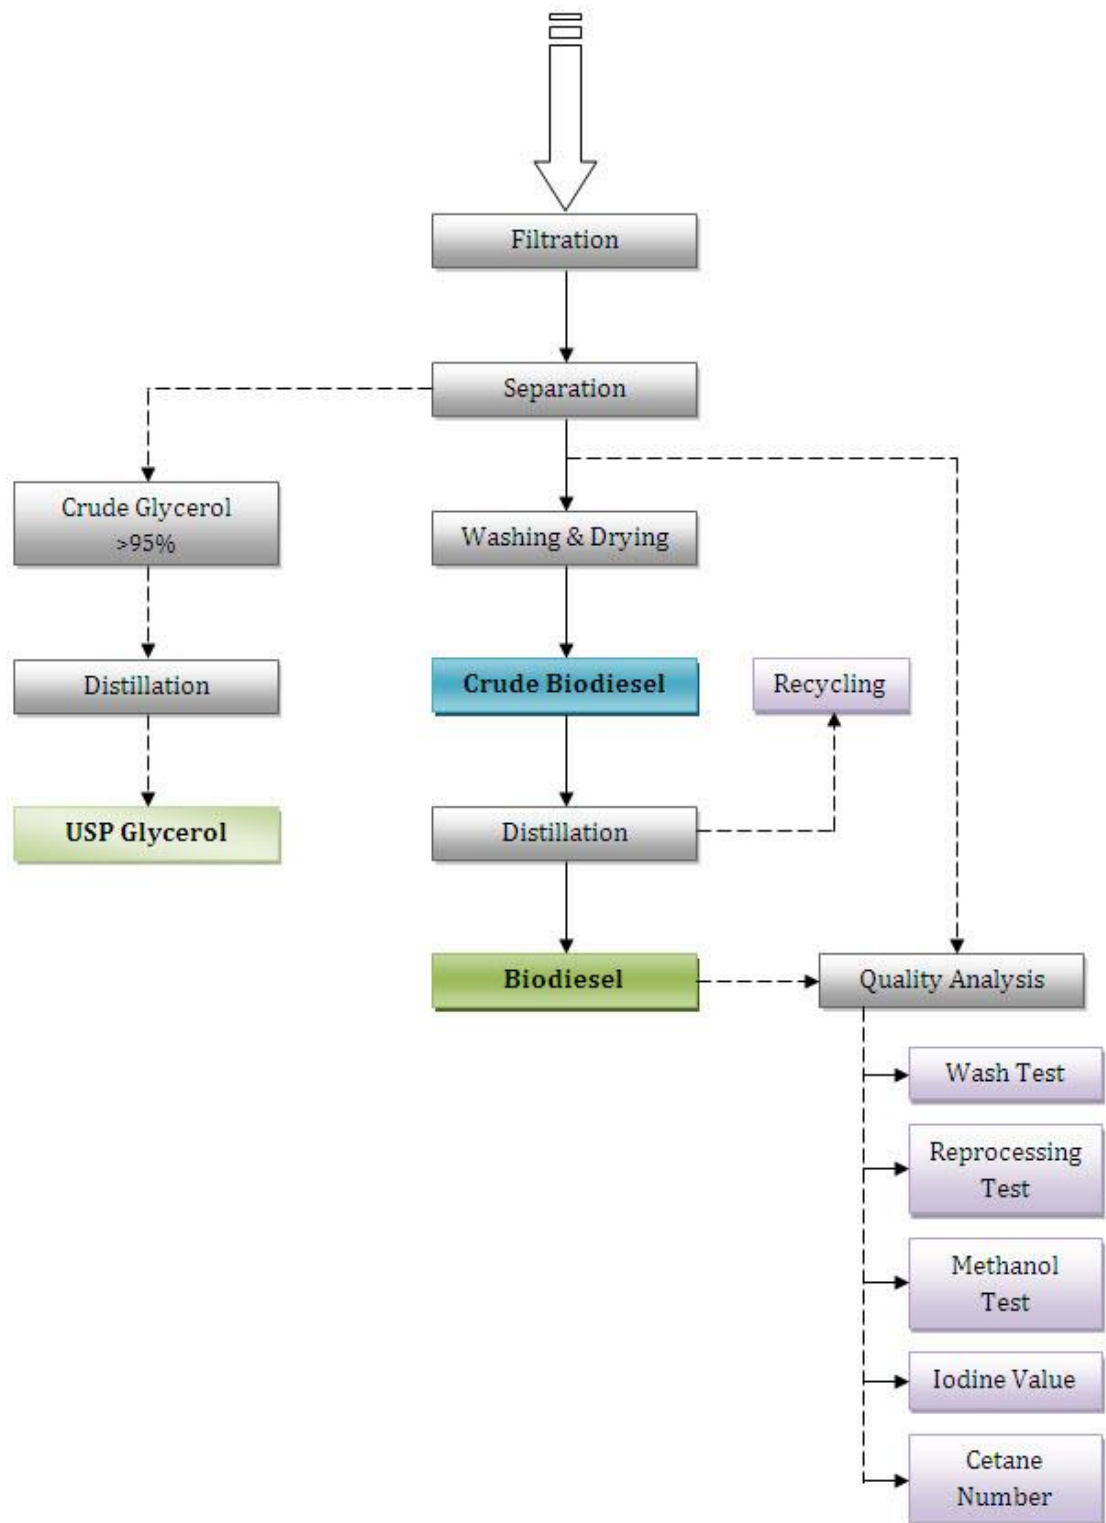 Filtration
Separation
Crude Glycerol
>95%
Washing & Drying
Distillation
Crude Biodiesel
Recycling
USP Glycerol
Distillation
Biodiesel
Quality Analysis
Wash Test
Reprocessing
Test
Methanol
Test
Iodine Value
Cetane
Number